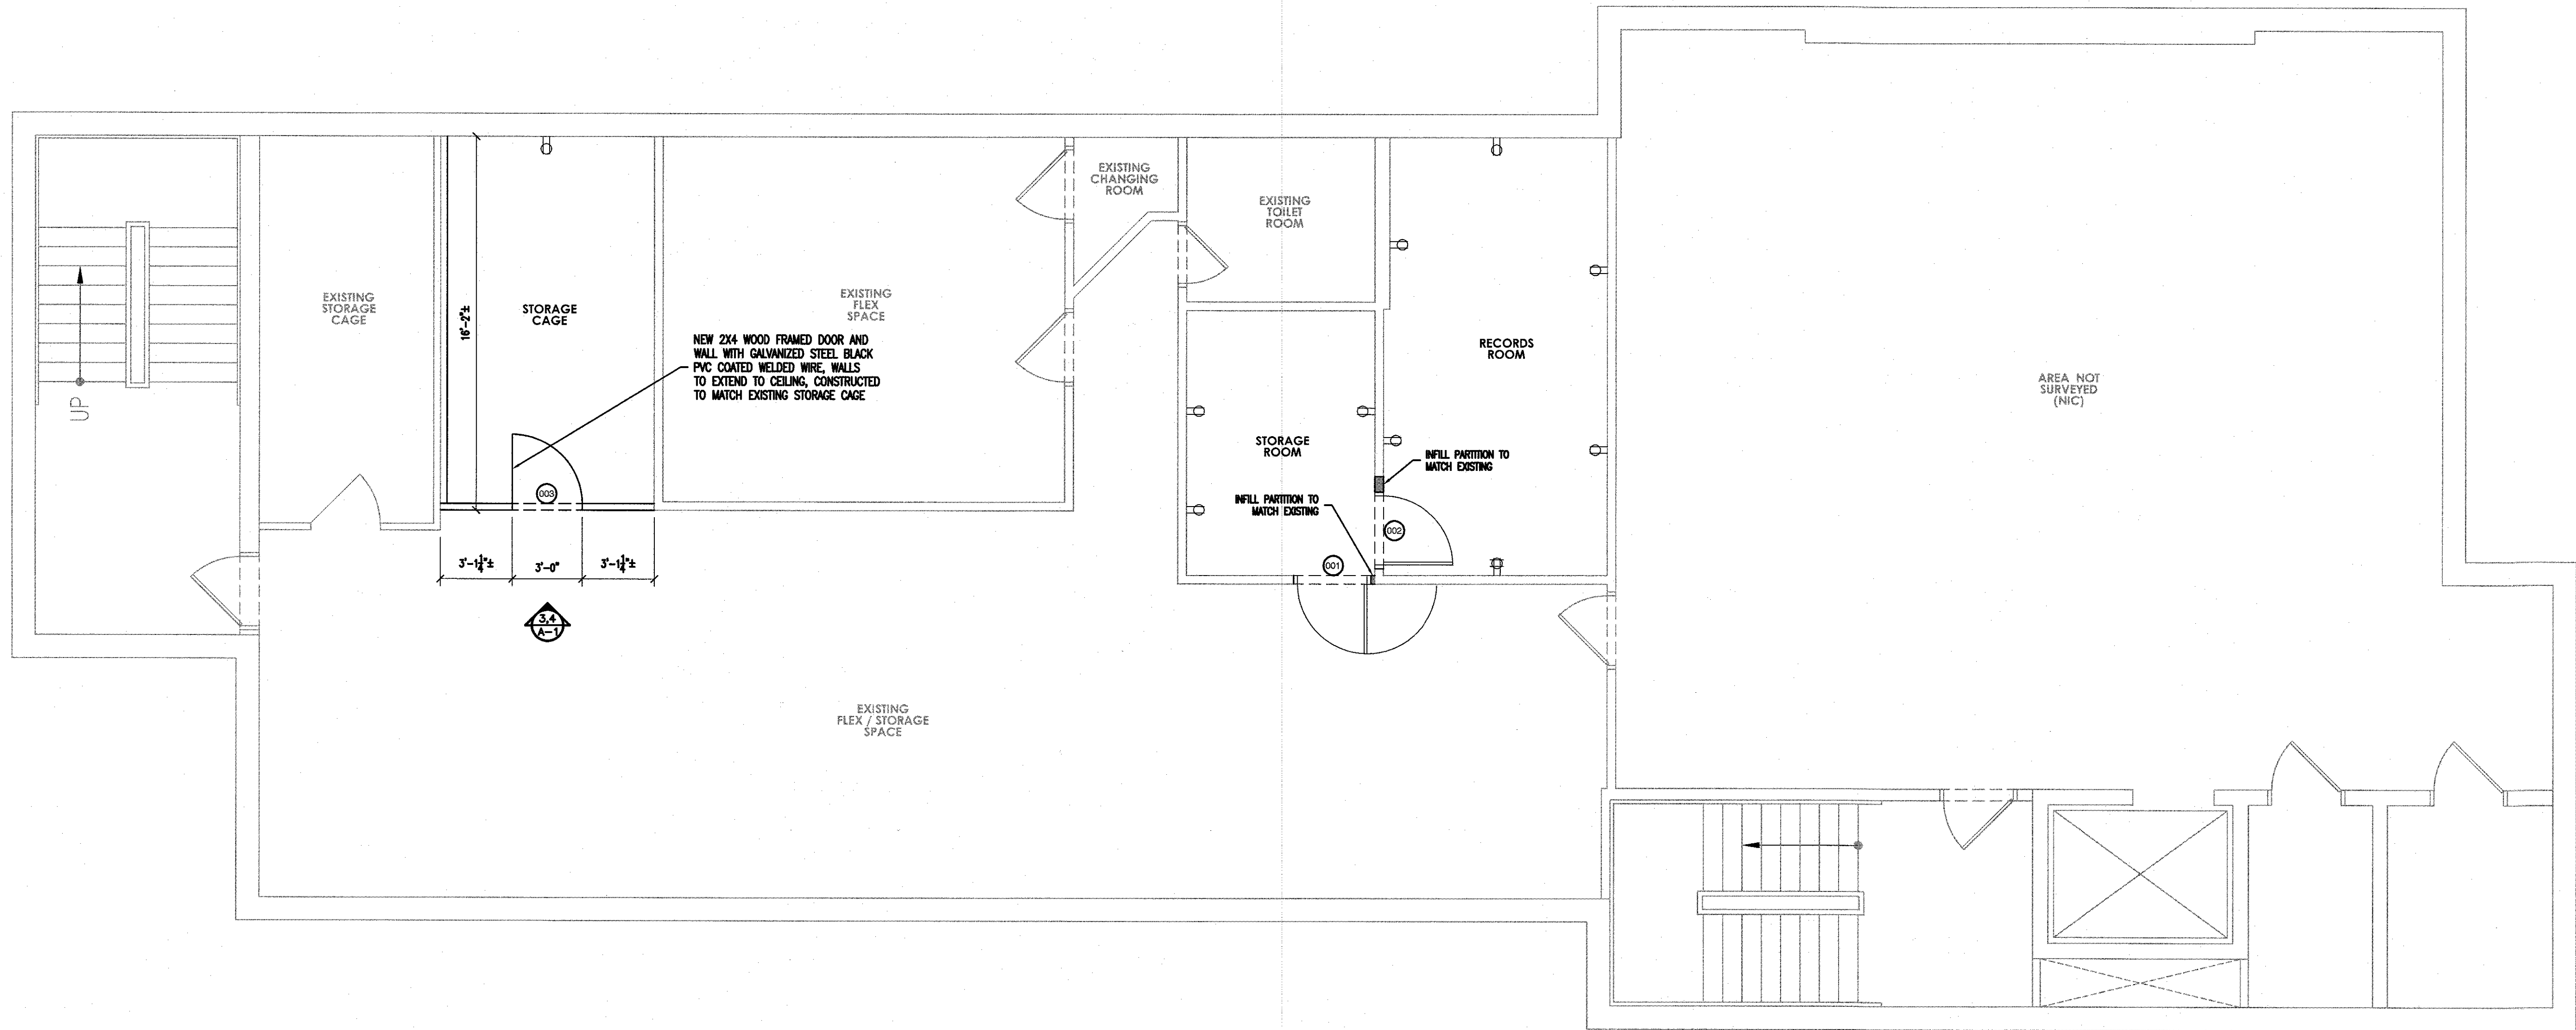 EXISTING
CHANGING
ROOM
EXISTING
TOILET
ROOM
EXISTING
STORAGE
CAGE
16'-2"±
STORAGE
CAGE
EXISTING
FLEX
SPACE
NEW 2X4 WOOD FRAMED DOOR AND
WALL WITH GALVANIZED STEEL BLACK
PVC COATED WELDED WIRE, WALLS
TO EXTEND TO CEILING, CONSTRUCTED
TO MATCH EXISTING STORAGE CAGE
RECORDS
ROOM
AREA NOT
SURVEYED
(NIC)
UP
STORAGE
ROOM
INFILL PARTITION TO
MATCH EXISTING
003
INFILL PARTITION TO
MATCH EXISTING
002
001
3'-1 1/4"±
3'-0"
3'-1 1/4"±
3,4
A-1
EXISTING
FLEX / STORAGE
SPACE